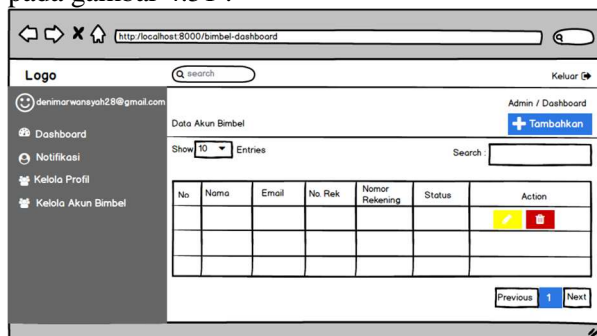 pada gambar 4.31 :
http://localhost:8000/bimbel-dashboard
Logo
search
Keluar
denimarwansyah28@gmail.com
Admin / Dashboard
Data Akun Bimbel
Tambahkan
Dashboard
Notifikasi
Kelola Profil
Kelola Akun Bimbel
Show 10 Entries
Search :
No Nama Email No. Rek Nomor Rekening Status Action
Previous 1 Next